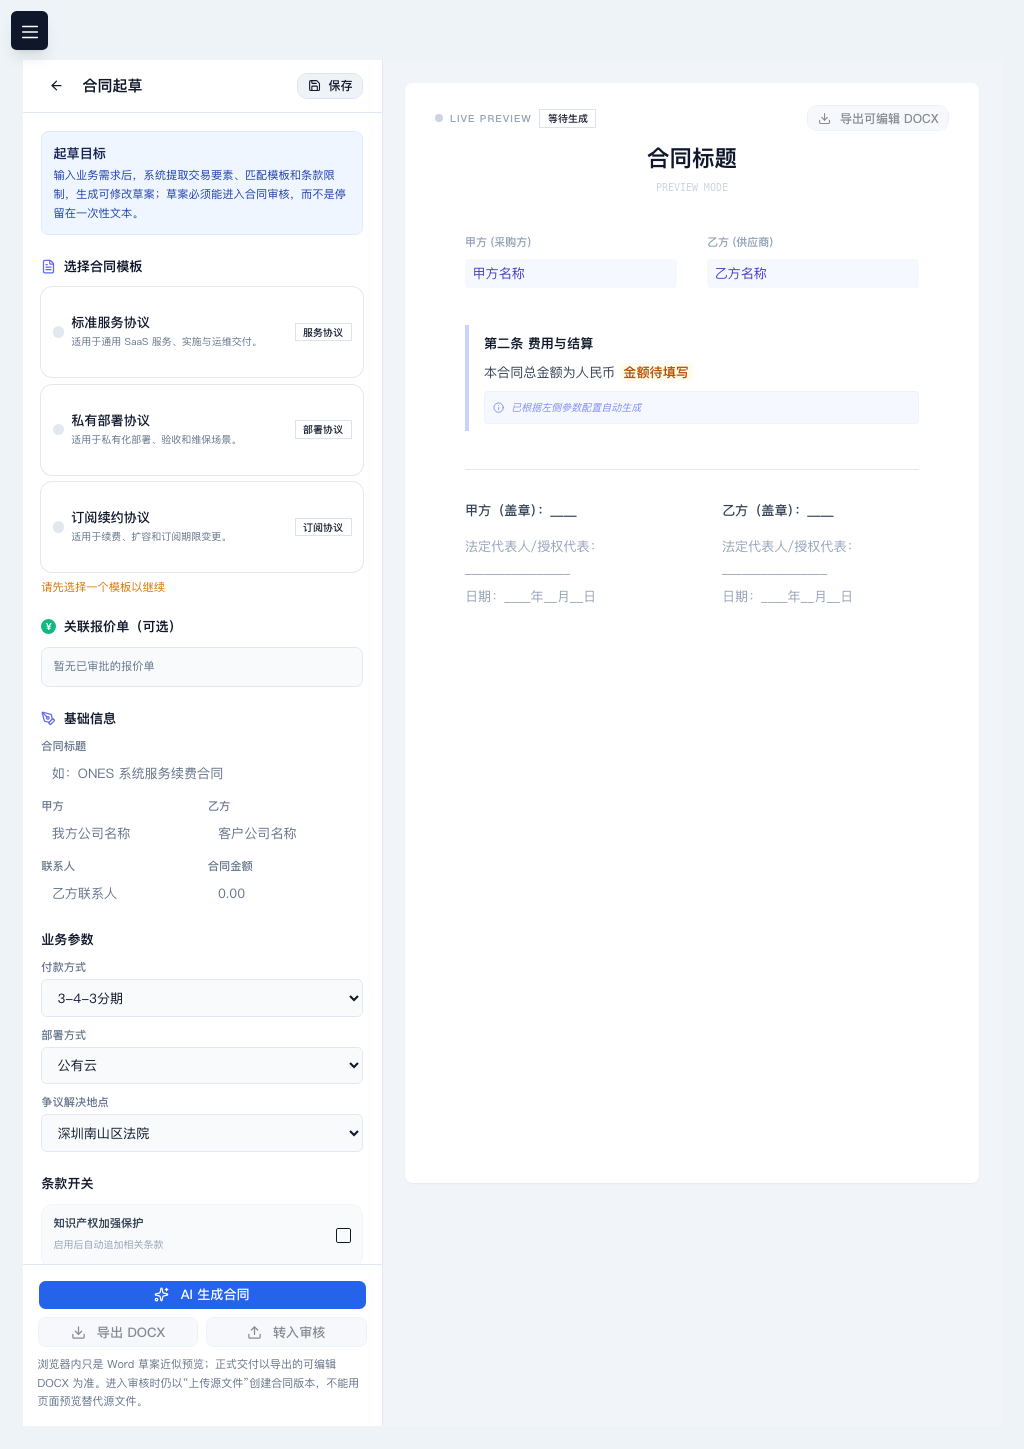 合同起草
保存
起草目标
输入业务需求后，系统提取交易要素、匹配模板和条款限
制，生成可修改草案；草案必须能进入合同审核，而不是停
留在一次性文本。
选择合同模板
标准服务协议
适用于通用 SaaS 服务、实施与运维交付。
服务协议
私有部署协议
适用于私有化部署、验收和维保场景。
部署协议
订阅续约协议
适用于续费、扩容和订阅期限变更。
订阅协议
请先选择一个模板以继续
¥ 关联报价单（可选）
暂无已审批的报价单
基础信息
合同标题
如：ONES 系统服务续费合同
甲方 乙方
我方公司名称 客户公司名称
联系人 合同金额
乙方联系人 0.00
业务参数
付款方式
3-4-3分期
部署方式
公有云
争议解决地点
深圳南山区法院
条款开关
知识产权加强保护
启用后自动追加相关条款
AI 生成合同
导出 DOCX 转入审核
浏览器内只是 Word 草案近似预览；正式交付以导出的可编辑
DOCX 为准。进入审核时仍以“上传源文件”创建合同版本，不能用
页面预览替代源文件。
LIVE PREVIEW 等待生成 导出可编辑 DOCX
合同标题
PREVIEW MODE
甲方 (采购方) 乙方 (供应商)
甲方名称 乙方名称
第二条 费用与结算
本合同总金额为人民币 金额待填写
已根据左侧参数配置自动生成
甲方（盖章）：____ 乙方（盖章）：____
法定代表人/授权代表： 法定代表人/授权代表：
________________ ________________
日期：____年__月__日 日期：____年__月__日